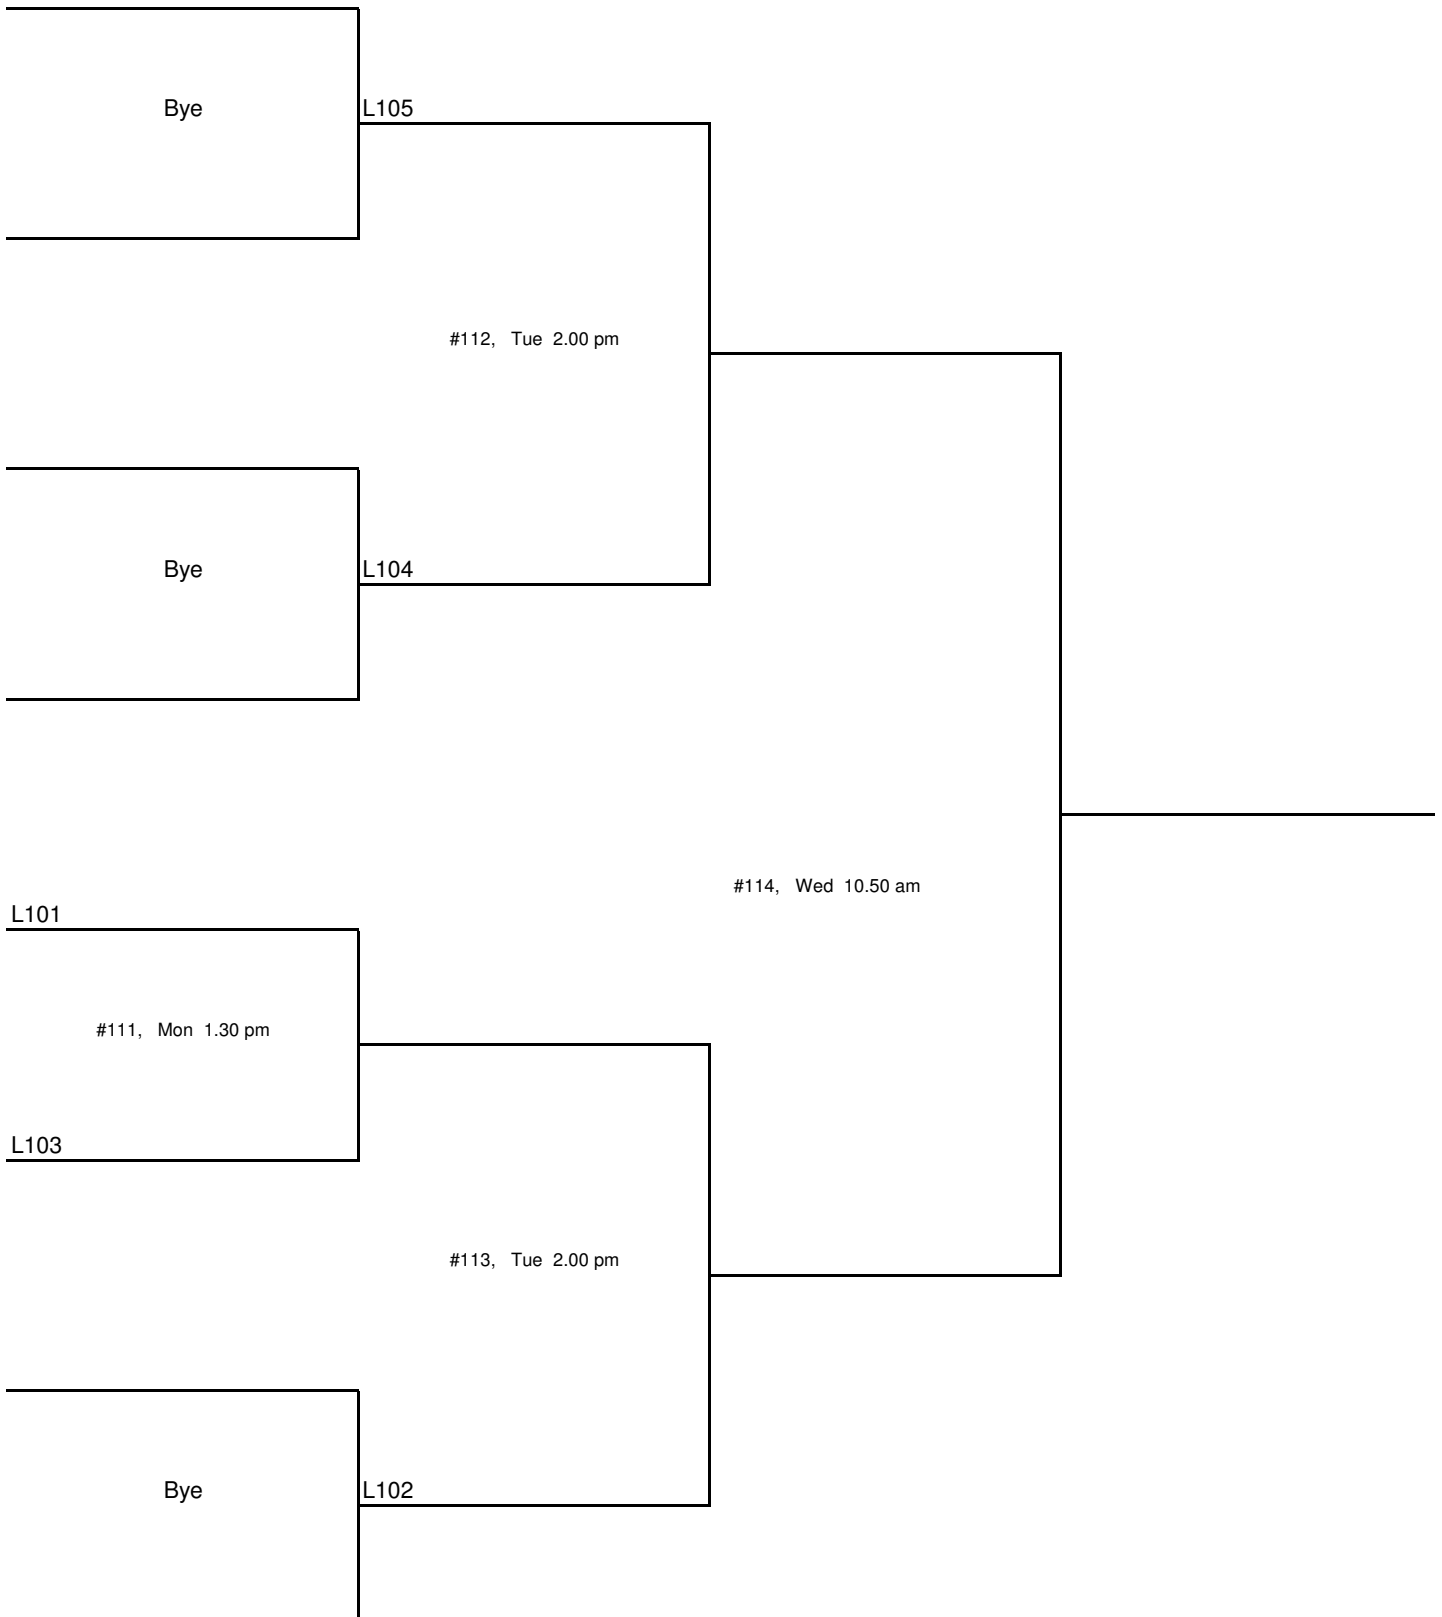 Bye
L105
#112, Tue 2.00 pm
Bye
L104
#114, Wed 10.50 am
L101
#111, Mon 1.30 pm
L103
#113, Tue 2.00 pm
Bye
L102